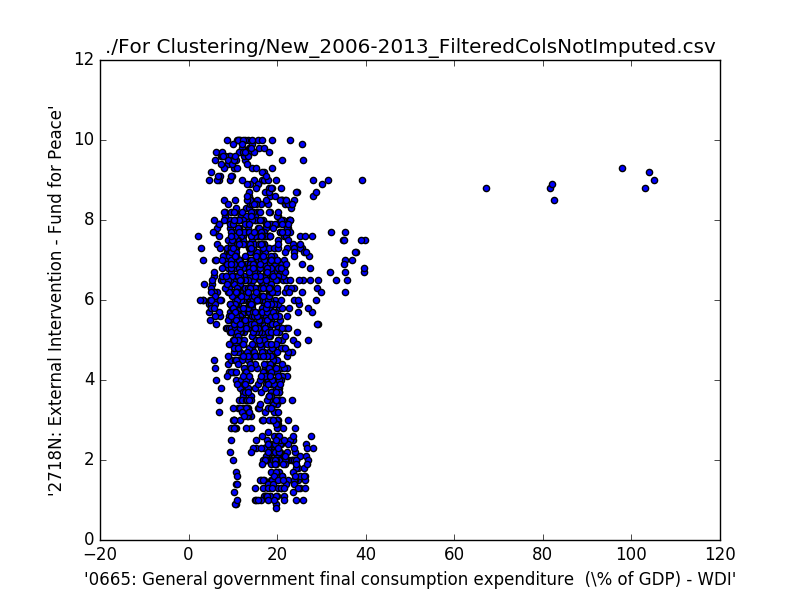 ./For Clustering/New_2006-2013_FilteredColsNotImputed.csv
12
10
8
6
4
2
0
'2718N: External Intervention - Fund for Peace'
−20 0 20 40 60 80 100 120
'0665: General government final consumption expenditure  (\% of GDP) - WDI'